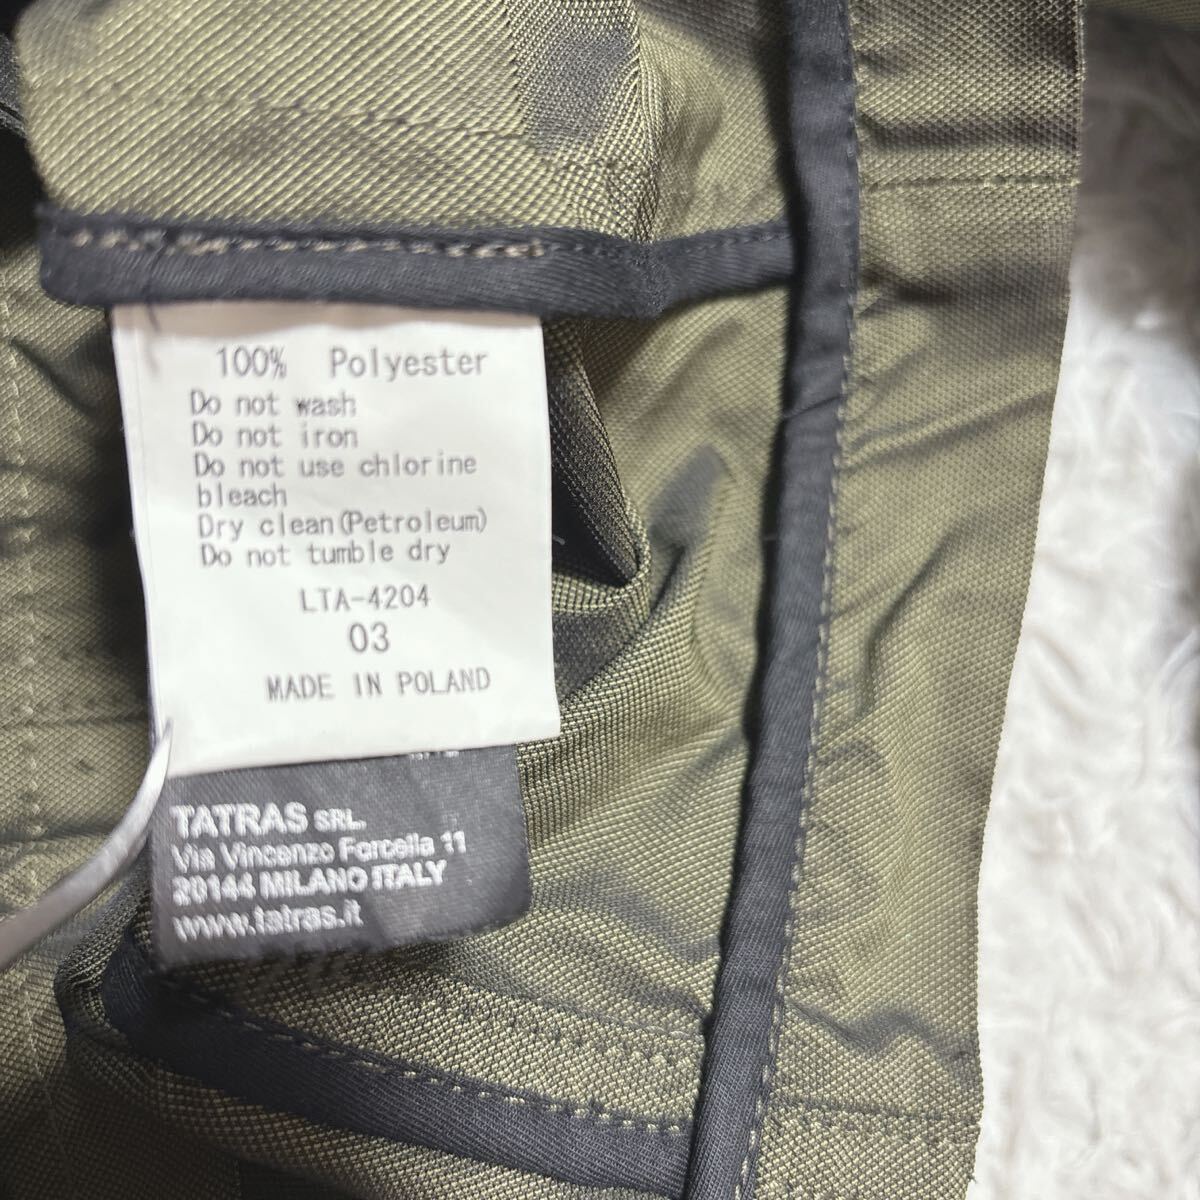 100% Polyester
Do not wash
Do not iron
Do not use chlorine
bleach
Dry clean(Petroleum)
Do not tumble dry
LTA-4204
03
MADE IN POLAND
TATRAS SRL.
Via Vincenzo Forcella 11
20144 MILANO ITALY
www.tatras.it